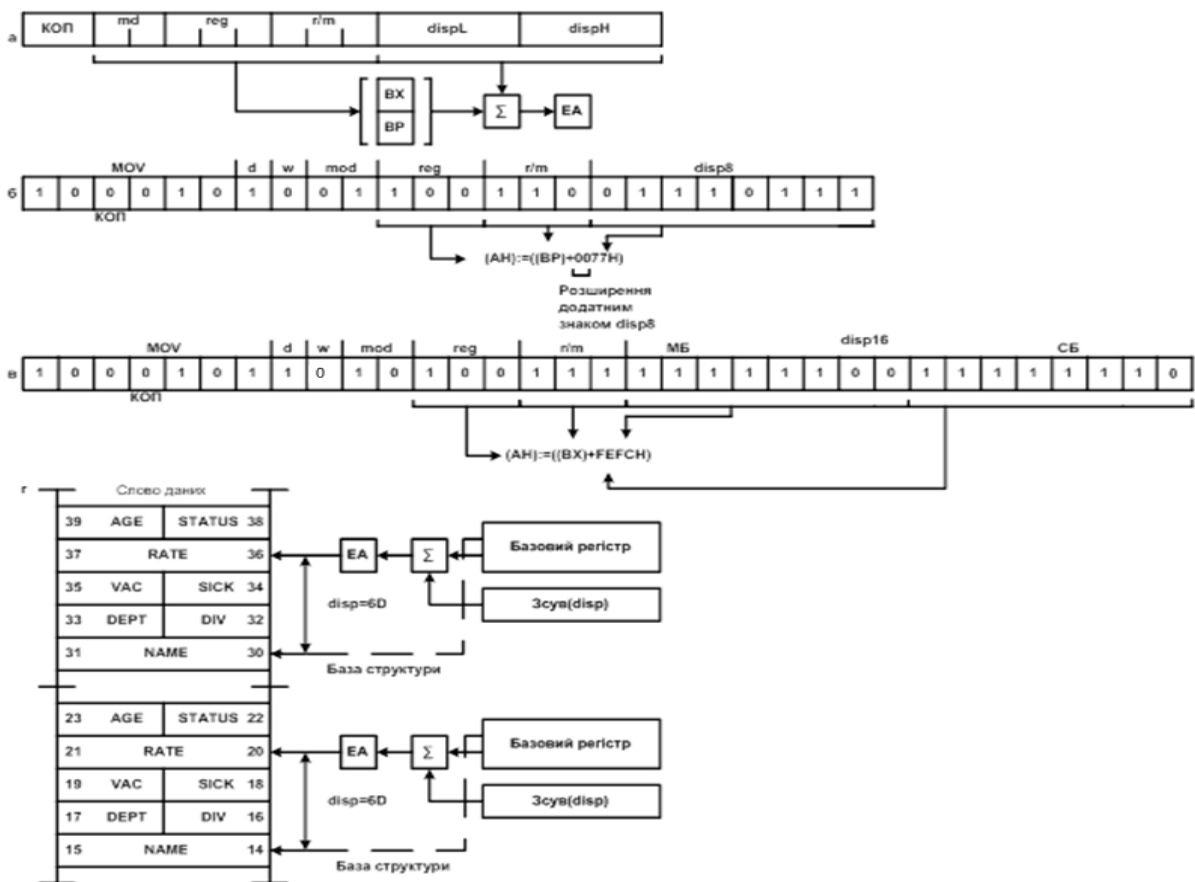 а КОП md reg r/m dispL dispH
BX
BP
Σ EA
MOV d w mod reg r/m disp8
б 1 0 0 0 1 0 1 0 0 1 1 0 0 1 1 0 0 1 1 1 0 1 1 1
КОП
(AH):=((BP)+0077H)
Розширення
додатним
знаком disp8
MOV d w mod reg r/m МБ disp16 СБ
в 1 0 0 0 1 0 1 1 0 1 0 1 0 0 1 1 1 1 1 1 1 1 1 0 0 1 1 1 1 1 1 1 0
КОП
(AH):=((BX)+FEFCH)
г Слово даних
39 AGE STATUS 38
37 RATE 36 EA Σ Базовий регістр
35 VAC SICK 34
disp=6D Зсув(disp)
33 DEPT DIV 32
31 NAME 30
База структури
23 AGE STATUS 22
21 RATE 20 EA Σ Базовий регістр
19 VAC SICK 18
disp=6D Зсув(disp)
17 DEPT DIV 16
15 NAME 14
База структури